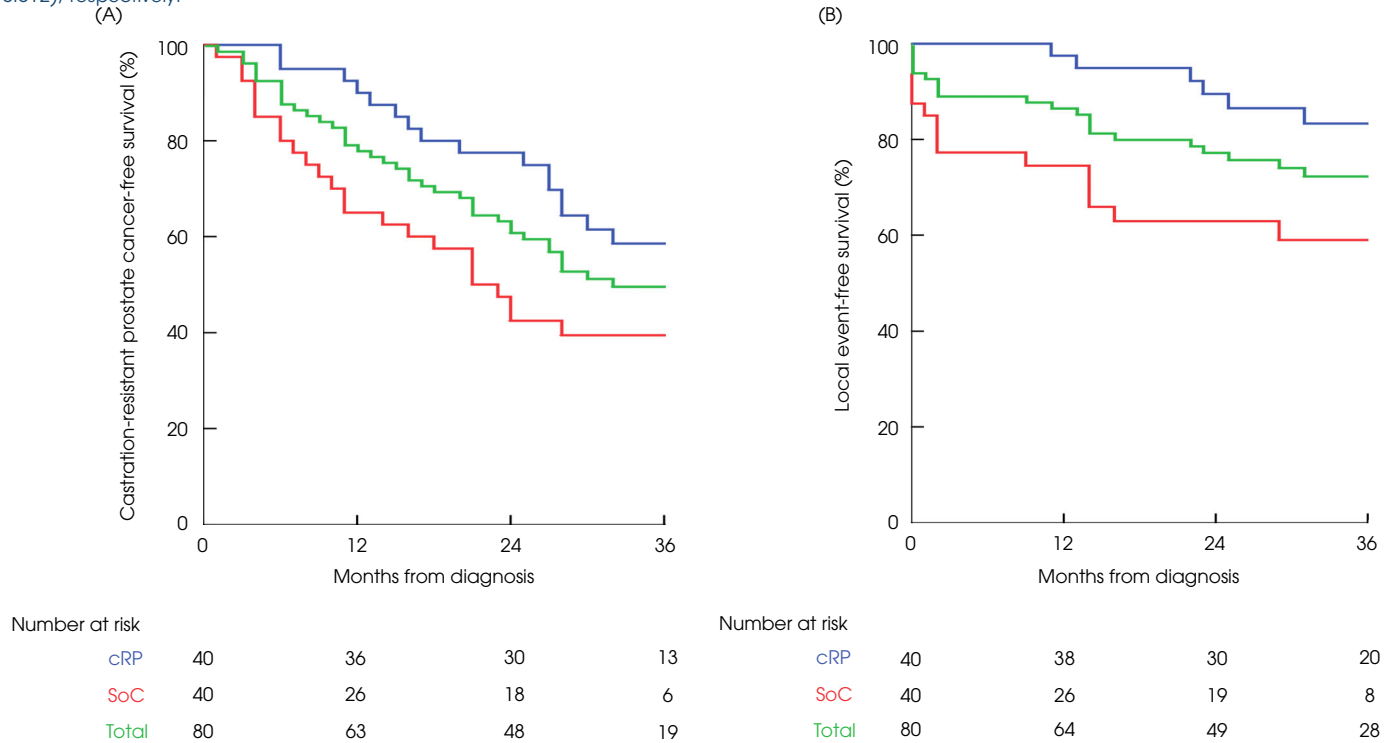 (A)
Castration-resistant prostate cancer-free survival (%)
100
80
60
40
20
0
0 12 24 36
Months from diagnosis
Number at risk
cRP 40 36 30 13
SoC 40 26 18 6
Total 80 63 48 19
(B)
Local event-free survival (%)
100
80
60
40
20
0
0 12 24 36
Months from diagnosis
Number at risk
cRP 40 38 30 20
SoC 40 26 19 8
Total 80 64 49 28